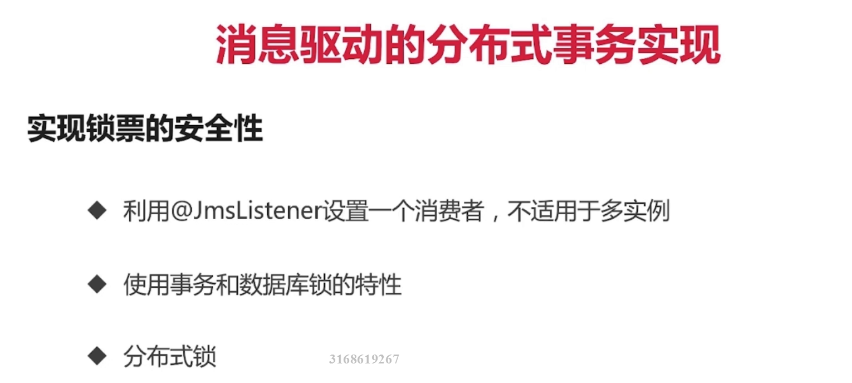 消息驱动的分布式事务实现
实现锁票的安全性
利用@JmsListener设置一个消费者，不适用于多实例
使用事务和数据库锁的特性
分布式锁
3168619267